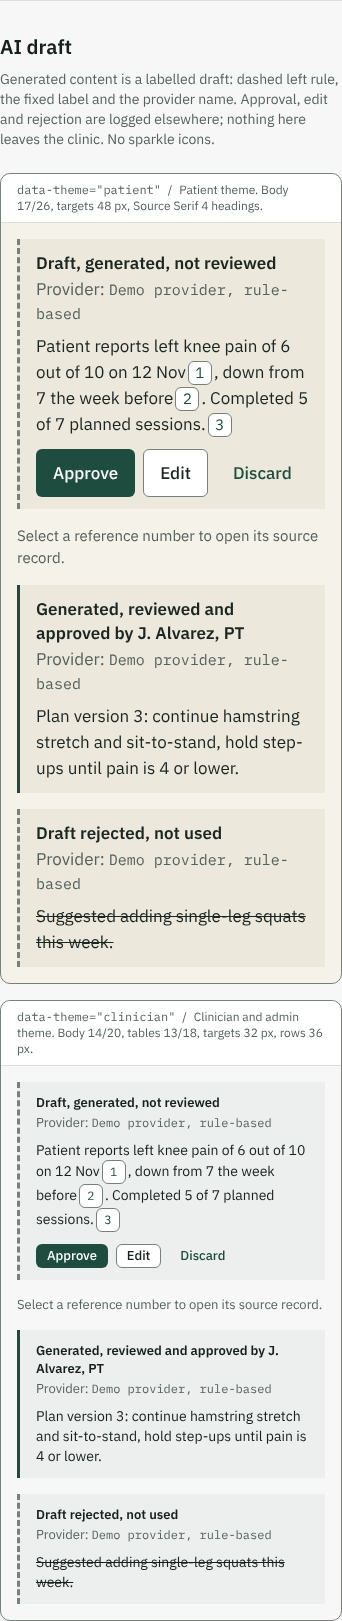 AI draft
Generated content is a labelled draft: dashed left rule,
the fixed label and the provider name. Approval, edit
and rejection are logged elsewhere; nothing here
leaves the clinic. No sparkle icons.
data-theme="patient" / Patient theme. Body
17/26, targets 48 px, Source Serif 4 headings.
Draft, generated, not reviewed
Provider: Demo provider, rule-
based
Patient reports left knee pain of 6
out of 10 on 12 Nov 1 , down from
7 the week before 2 . Completed 5
of 7 planned sessions. 3
Approve Edit Discard
Select a reference number to open its source
record.
Generated, reviewed and
approved by J. Alvarez, PT
Provider: Demo provider, rule-
based
Plan version 3: continue hamstring
stretch and sit-to-stand, hold step-
ups until pain is 4 or lower.
Draft rejected, not used
Provider: Demo provider, rule-
based
Suggested adding single-leg squats
this week.
data-theme="clinician" / Clinician and admin
theme. Body 14/20, tables 13/18, targets 32 px, rows 36
px.
Draft, generated, not reviewed
Provider: Demo provider, rule-based
Patient reports left knee pain of 6 out of 10
on 12 Nov 1 , down from 7 the week
before 2 . Completed 5 of 7 planned
sessions. 3
Approve Edit Discard
Select a reference number to open its source record.
Generated, reviewed and approved by J.
Alvarez, PT
Provider: Demo provider, rule-based
Plan version 3: continue hamstring stretch
and sit-to-stand, hold step-ups until pain is
4 or lower.
Draft rejected, not used
Provider: Demo provider, rule-based
Suggested adding single-leg squats this
week.